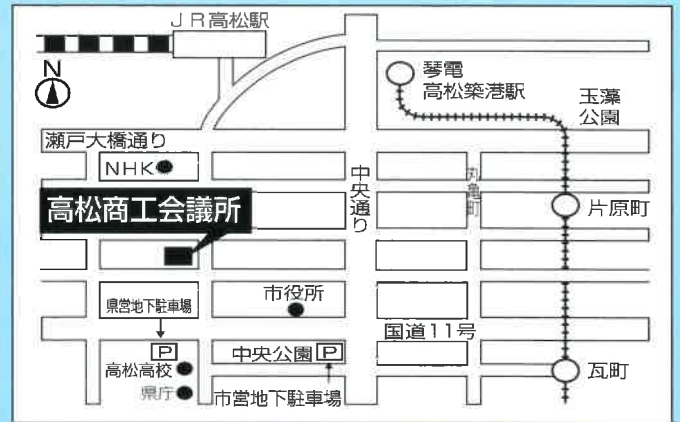 JR高松駅
N
琴電
高松築港駅
玉藻
公園
瀬戸大橋通り
NHK
中央通り
丸亀町
高松商工会議所
片原町
県営地下駐車場
市役所
国道11号
P
中央公園 P
高松高校
瓦町
県庁
市営地下駐車場